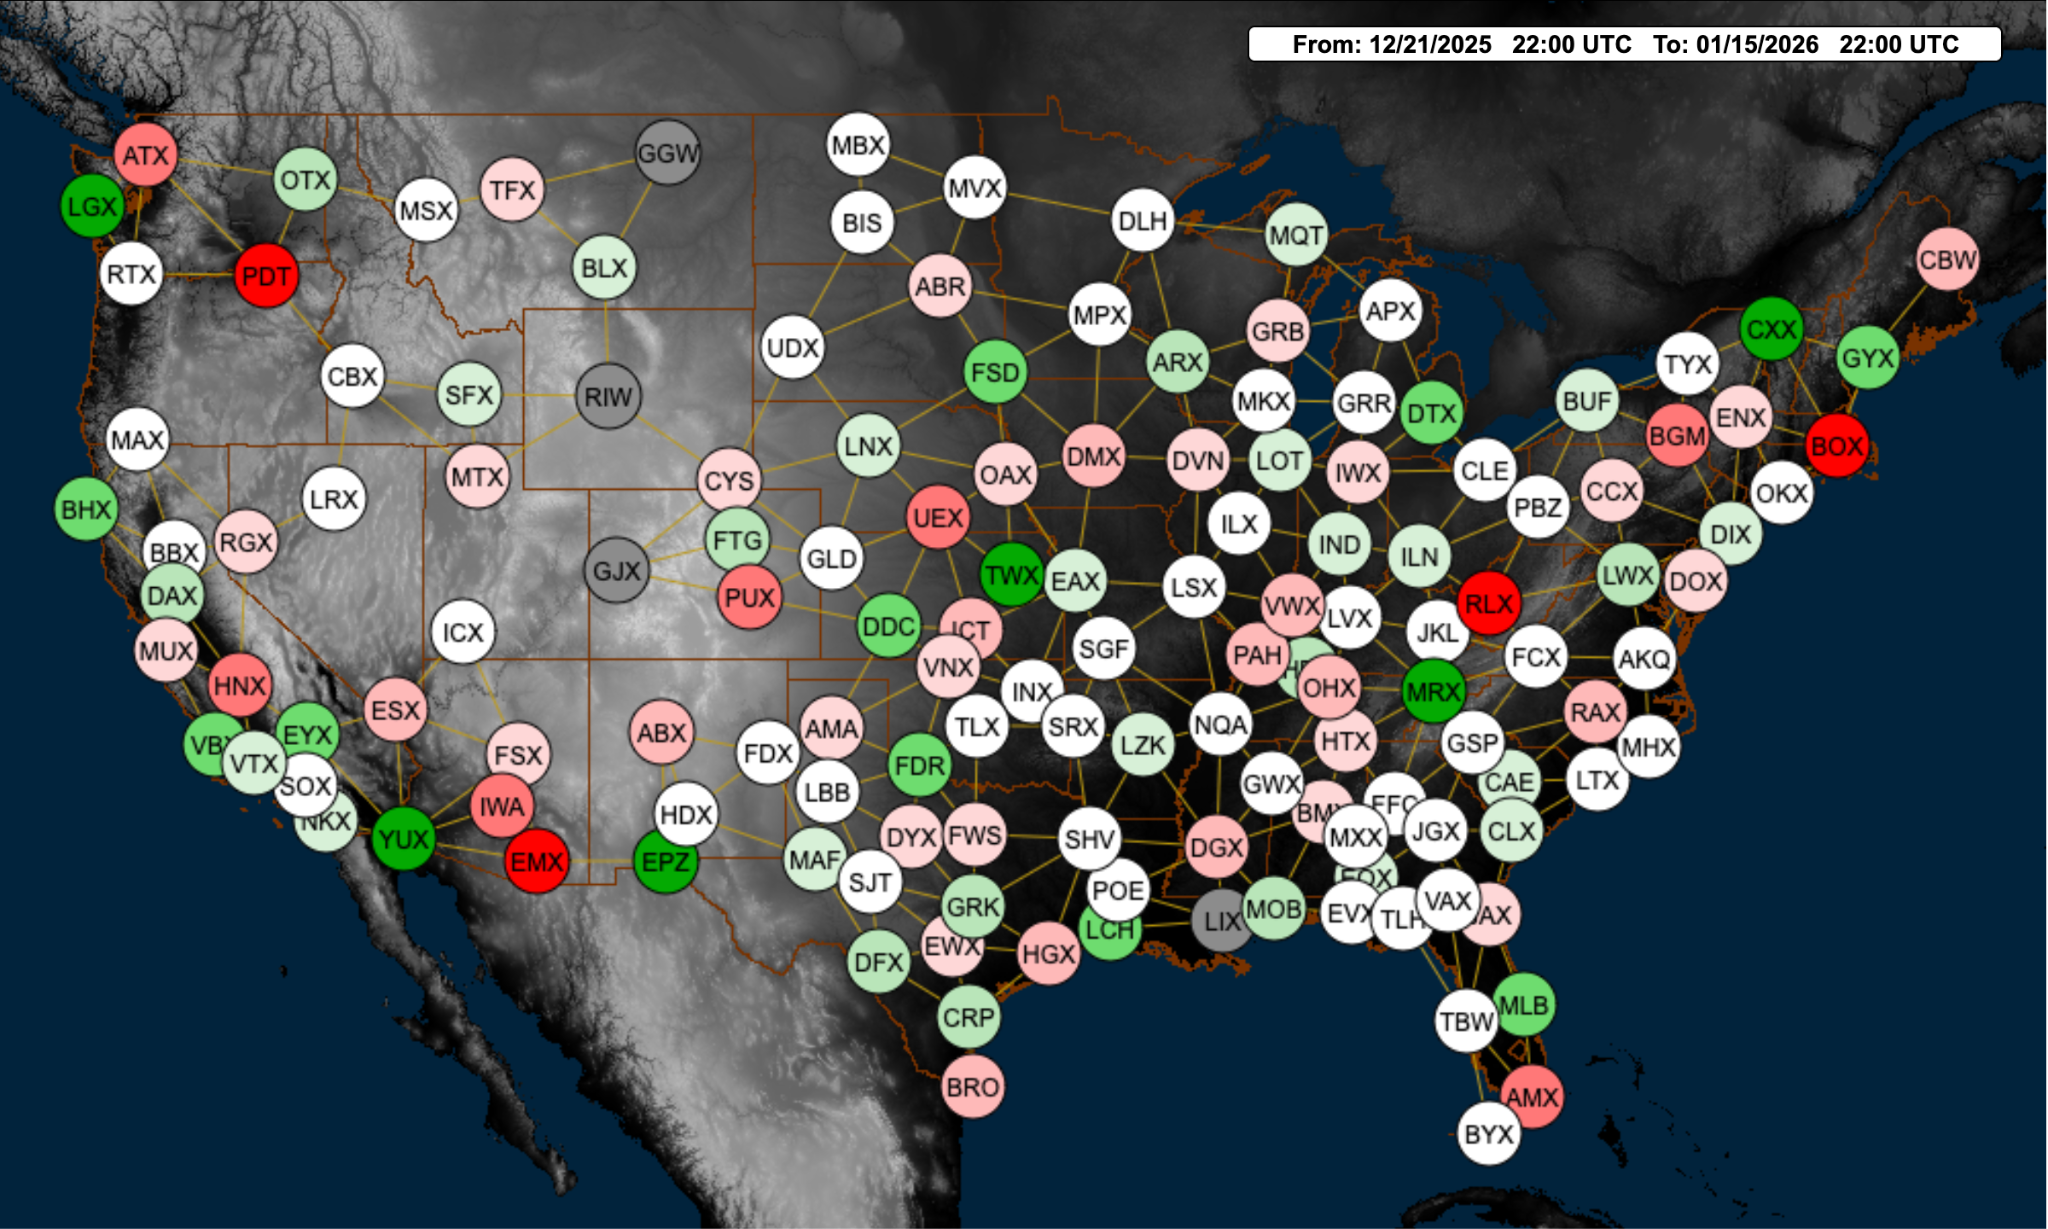 From: 12/21/2025 22:00 UTC To: 01/15/2026 22:00 UTC
ATX
GGW
MBX
OTX
TFX
MVX
LGX
MSX
BIS
DLH
MQT
CBW
RTX
PDT
BLX
ABR
APX
MPX
GRB
CXX
UDX
GYX
TYX
ARX
FSD
CBX
SFX
RIW
MKX
GRR
DTX
BUF
ENX
MAX
LNX
BGM
BOX
DMX
DVN
LOT
IWX
CLE
MTX
CYS
OAX
CCX
OKX
LRX
BHX
UEX
PBZ
ILX
DIX
BBX
RGX
FTG
GLD
IND
ILN
GJX
TWX
EAX
LWX
DOX
DAX
PUX
LSX
VWX
RLX
LVX
ICX
DDC
ICT
JKL
MUX
SGF
PAH
FCX
AKQ
VNX
HNX
INX
OHX
MRX
ESX
RAX
ABX
AMA
TLX
SRX
NQA
EYX
LZK
HTX
GSP
MHX
FSX
FDX
VTX
FDR
SOX
LBB
GWX
CAE
LTX
IWA
HDX
NKX
YUX
DYX
FWS
SHV
MXX
JGX
CLX
EMX
EPZ
MAF
DGX
SJT
POE
GRK
VAX
LCH
LIX
MOB
EVX
TLH
EWX
HGX
DFX
CRP
MLB
TBW
BRO
AMX
BYX